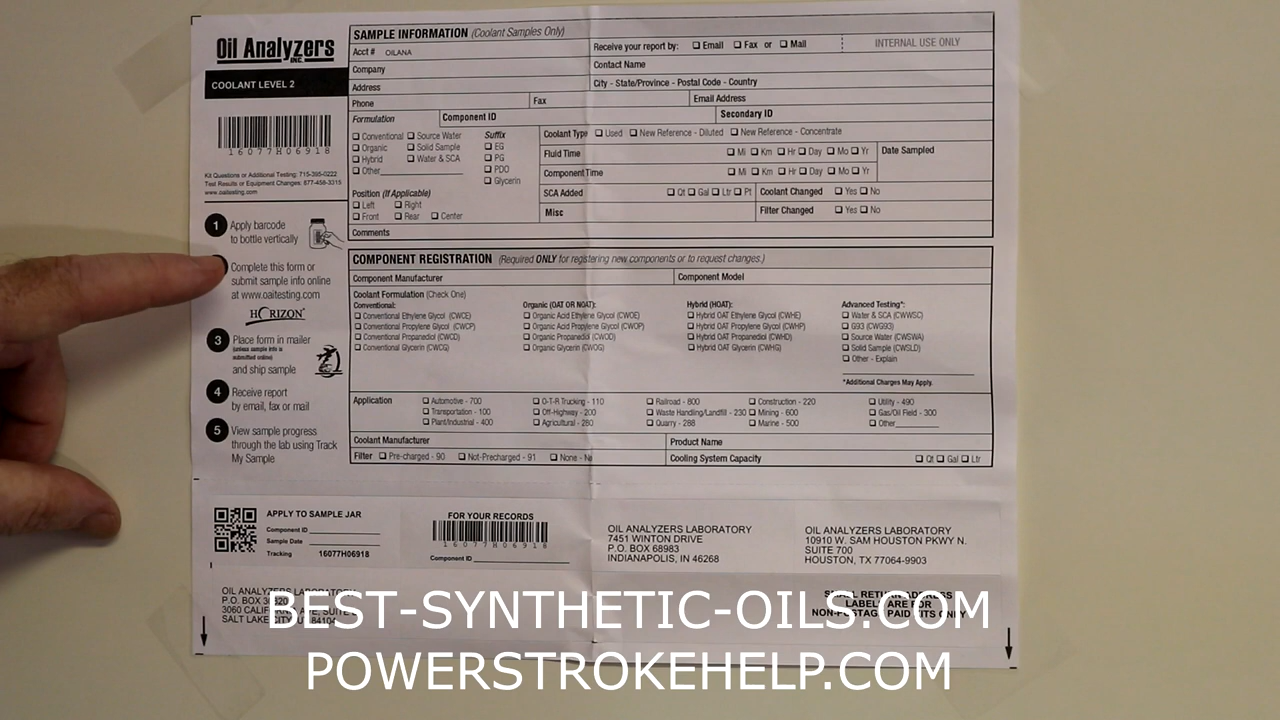 Oil Analyzers
INC.
COOLANT LEVEL 2
16077H06918
Kit Questions or Additional Testing: 715-395-0222
Test Results or Equipment Changes: 877-458-3315
www.oaitesting.com
1 Apply barcode
to bottle vertically
Complete this form or
submit sample info online
at www.oaitesting.com
HORIZON
3 Place form in mailer
(unless sample info is
submitted online)
and ship sample
4 Receive report
by email, fax or mail
5 View sample progress
through the lab using Track
My Sample
SAMPLE INFORMATION (Coolant Samples Only)
Acct # OILANA
Receive your report by: ☐ Email ☐ Fax or ☐ Mail
INTERNAL USE ONLY
Company
Contact Name
Address
City - State/Province - Postal Code - Country
Phone
Fax
Email Address
Formulation
Component ID
Secondary ID
☐ Conventional ☐ Source Water
☐ Organic ☐ Solid Sample
☐ Hybrid ☐ Water & SCA
☐ Other
Suffix
☐ EG
☐ PG
☐ PDO
☐ Glycerin
Position (If Applicable)
☐ Left ☐ Right
☐ Front ☐ Rear ☐ Center
Coolant Type ☐ Used ☐ New Reference - Diluted ☐ New Reference - Concentrate
Fluid Time ☐ Mi ☐ Km ☐ Hr ☐ Day ☐ Mo ☐ Yr
Date Sampled
Component Time ☐ Mi ☐ Km ☐ Hr ☐ Day ☐ Mo ☐ Yr
SCA Added ☐ Qt ☐ Gal ☐ Ltr ☐ Pt
Coolant Changed ☐ Yes ☐ No
Misc
Filter Changed ☐ Yes ☐ No
Comments
COMPONENT REGISTRATION (Required ONLY for registering new components or to request changes.)
Component Manufacturer
Component Model
Coolant Formulation (Check One)
Conventional:
☐ Conventional Ethylene Glycol (CWCE)
☐ Conventional Propylene Glycol (CWCP)
☐ Conventional Propanediol (CWCD)
☐ Conventional Glycerin (CWCG)
Organic (OAT OR NOAT):
☐ Organic Acid Ethylene Glycol (CWOE)
☐ Organic Acid Propylene Glycol (CWOP)
☐ Organic Propanediol (CWOD)
☐ Organic Glycerin (CWOG)
Hybrid (HOAT):
☐ Hybrid OAT Ethylene Glycol (CWHE)
☐ Hybrid OAT Propylene Glycol (CWHP)
☐ Hybrid OAT Propanediol (CWHD)
☐ Hybrid OAT Glycerin (CWHG)
Advanced Testing*:
☐ Water & SCA (CWWSC)
☐ G93 (CWG93)
☐ Source Water (CWSWA)
☐ Solid Sample (CWSLD)
☐ Other - Explain
*Additional Charges May Apply.
Application
☐ Automotive - 700 ☐ O-T-R Trucking - 110 ☐ Railroad - 800 ☐ Construction - 220 ☐ Utility - 490
☐ Transportation - 100 ☐ Off-Highway - 200 ☐ Waste Handling/Landfill - 230 ☐ Mining - 600 ☐ Gas/Oil Field - 300
☐ Plant/Industrial - 400 ☐ Agricultural - 280 ☐ Quarry - 288 ☐ Marine - 500 ☐ Other
Coolant Manufacturer
Product Name
Filter ☐ Pre-charged - 90 ☐ Not-Precharged - 91 ☐ None -
Cooling System Capacity ☐ Qt ☐ Gal ☐ Ltr
APPLY TO SAMPLE JAR
Component ID
Sample Date
Tracking 16077H06918
FOR YOUR RECORDS
16077H06918
Component ID
OIL ANALYZERS LABORATORY
7451 WINTON DRIVE
P.O. BOX 68983
INDIANAPOLIS, IN 46268
OIL ANALYZERS LABORATORY
10910 W. SAM HOUSTON PKWY N.
SUITE 700
HOUSTON, TX 77064-9903
OIL ANALYZERS LABORATORY
P.O. BOX
3060
SALT LAKE CITY
RETURN ADDRESS
LABELS ARE FOR
ONLY
BEST-SYNTHETIC-OILS.COM
POWERSTROKEHELP.COM